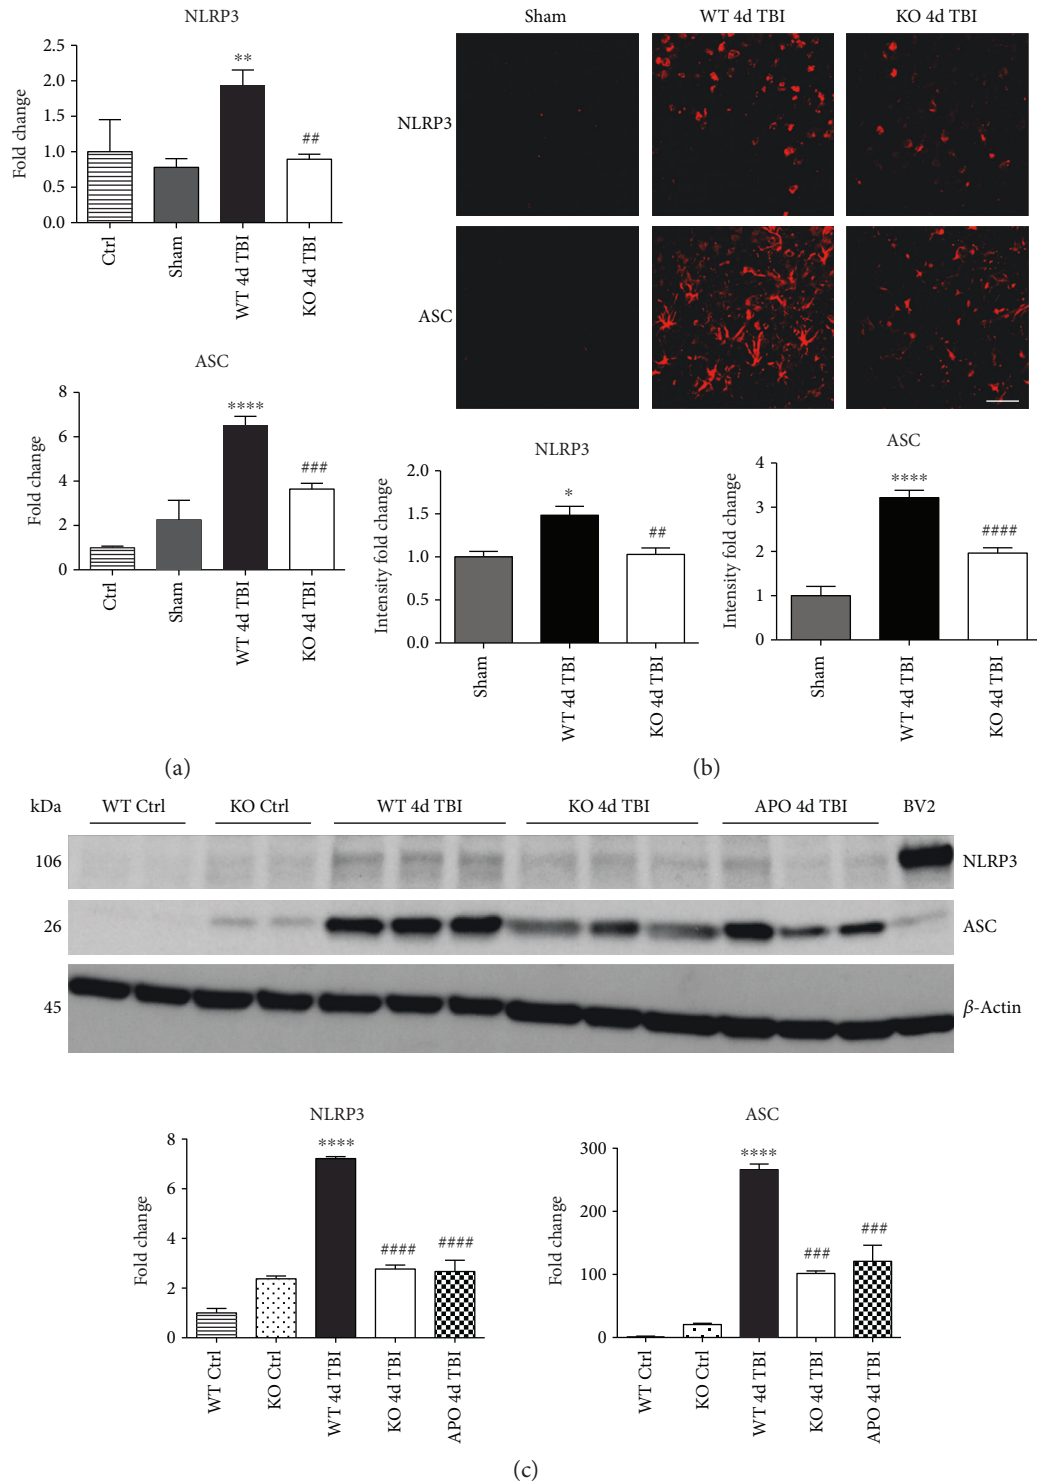 NLRP3
2.5
2.0
1.5
1.0
0.5
0.0
Fold change
**
##
Ctrl
Sham
WT 4d TBI
KO 4d TBI
ASC
8
6
4
2
0
Fold change
****
###
Ctrl
Sham
WT 4d TBI
KO 4d TBI
(a)
Sham WT 4d TBI KO 4d TBI
NLRP3
ASC
NLRP3
2.0
1.5
1.0
0.5
0.0
Intensity fold change
*
##
Sham
WT 4d TBI
KO 4d TBI
ASC
4
3
2
1
0
Intensity fold change
****
####
Sham
WT 4d TBI
KO 4d TBI
(b)
kDa WT Ctrl KO Ctrl WT 4d TBI KO 4d TBI APO 4d TBI BV2
106 NLRP3
26 ASC
45 β-Actin
NLRP3
8
6
4
2
0
Fold change
****
####
####
WT Ctrl
KO Ctrl
WT 4d TBI
KO 4d TBI
APO 4d TBI
ASC
300
200
100
0
Fold change
****
###
###
WT Ctrl
KO Ctrl
WT 4d TBI
KO 4d TBI
APO 4d TBI
(c)